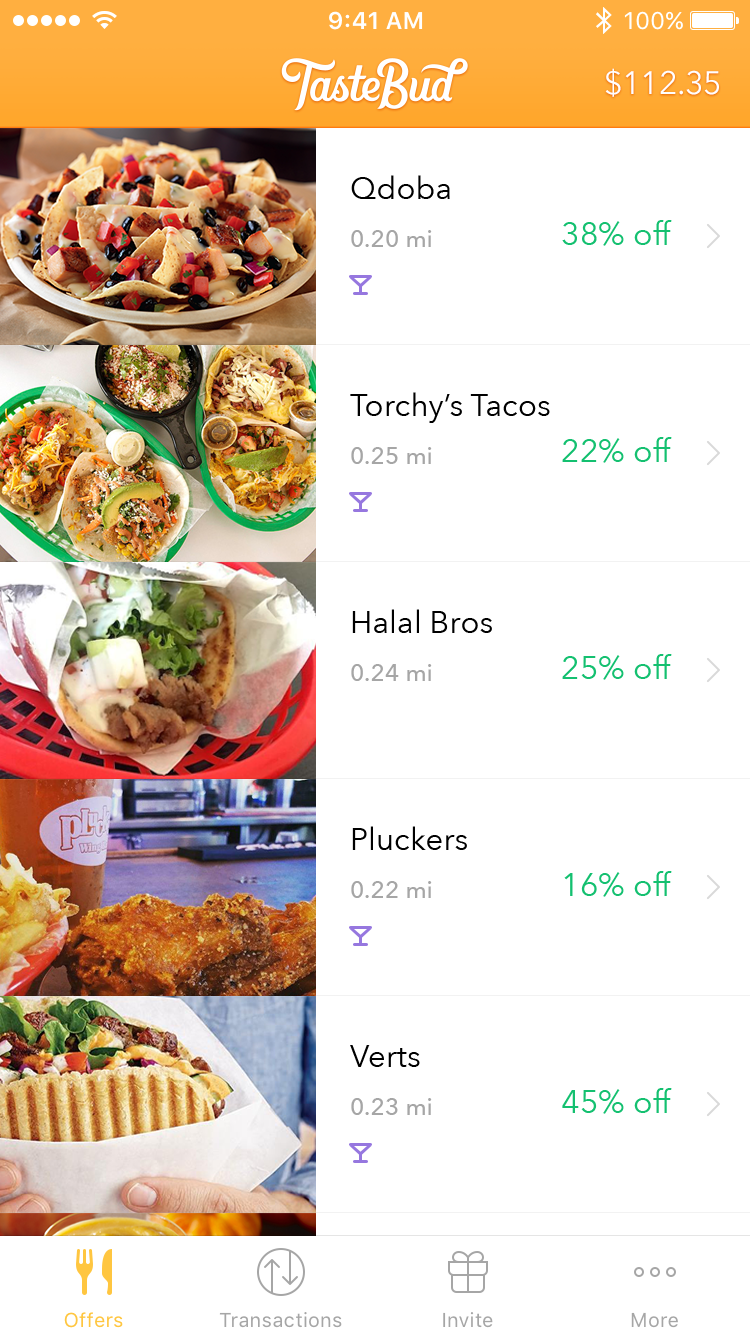 9:41 AM
100%
TasteBud
$112.35
Qdoba
0.20 mi
38% off
Torchy’s Tacos
0.25 mi
22% off
Halal Bros
0.24 mi
25% off
Pluckers
0.22 mi
16% off
Verts
0.23 mi
45% off
Offers
Transactions
Invite
More